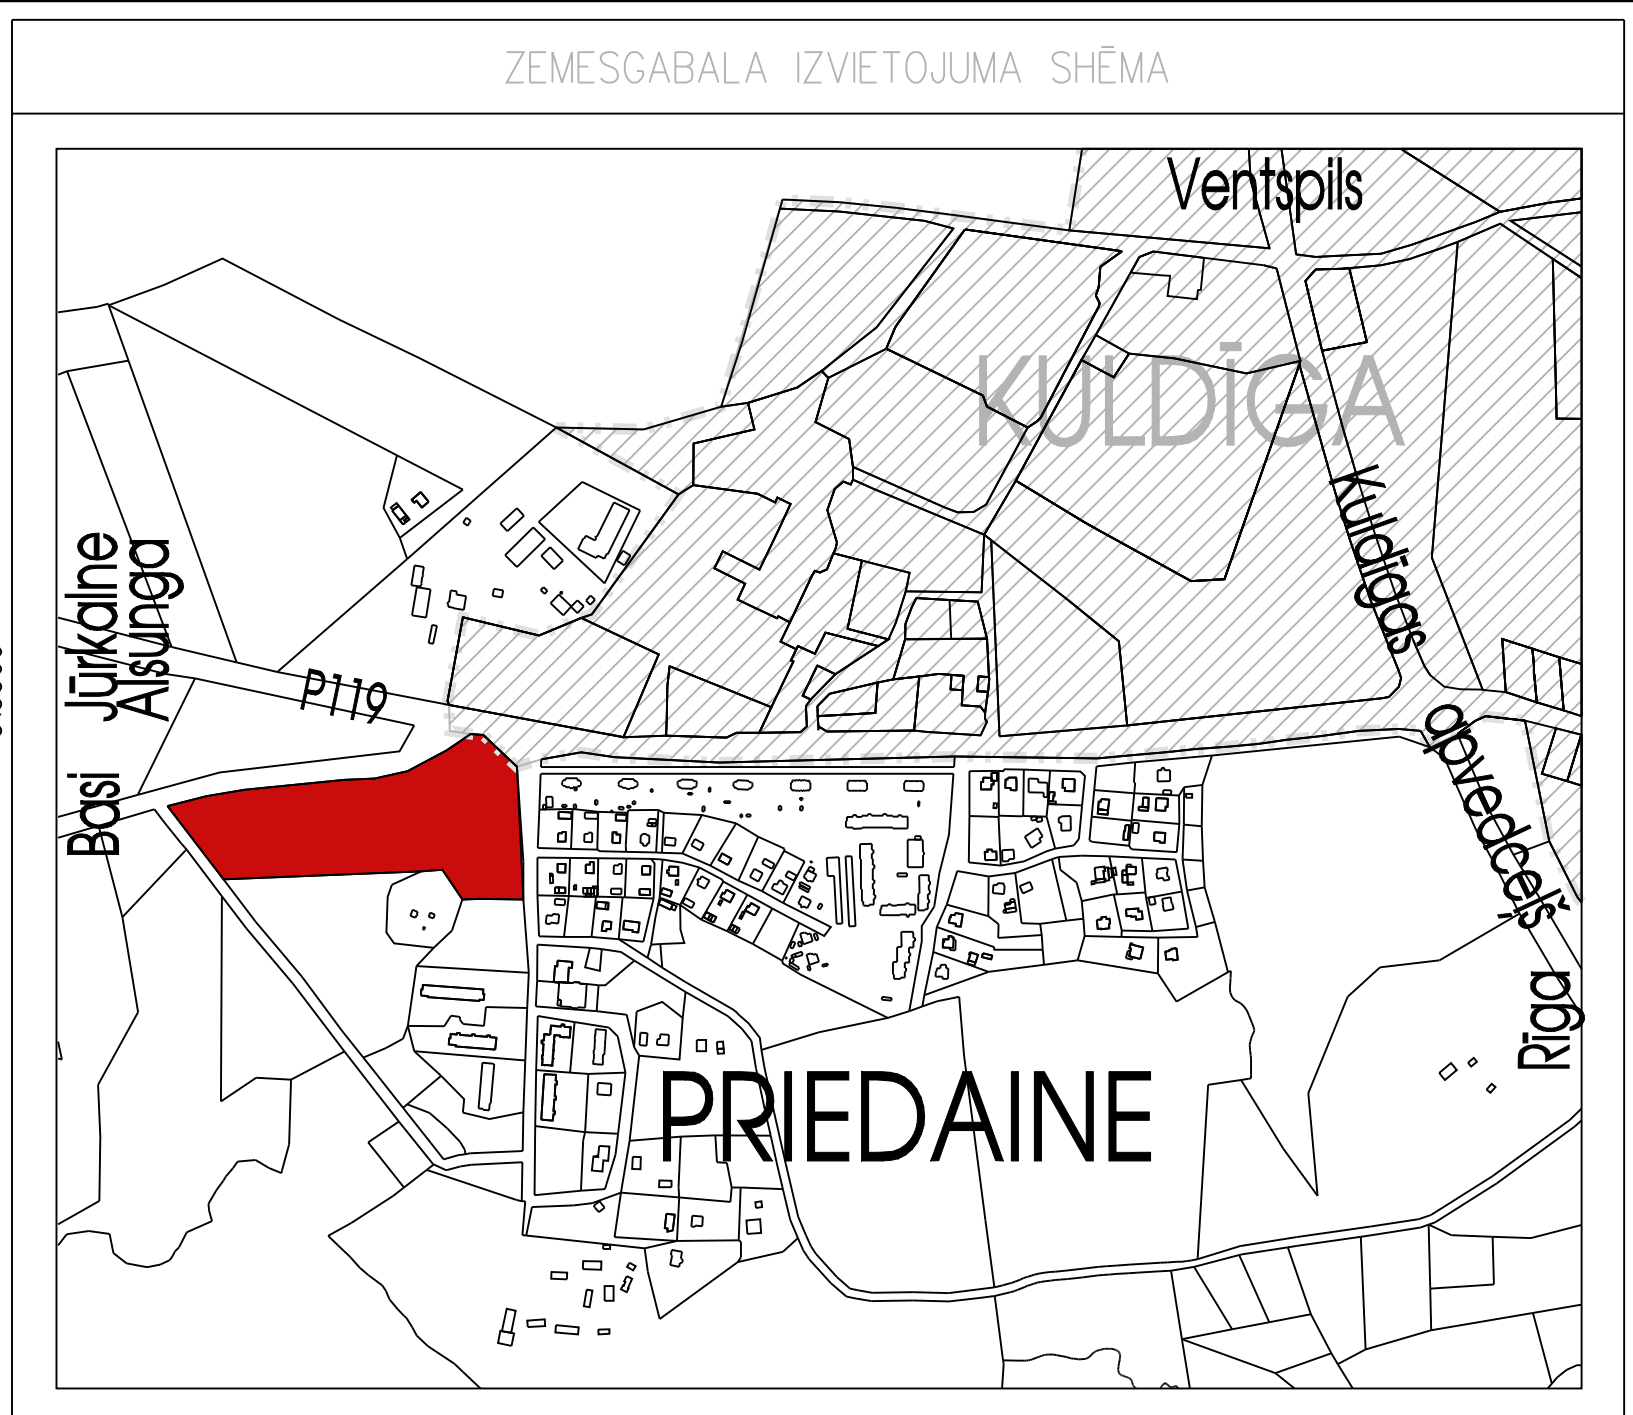 ZEMESGABALA IZVIETOJUMA SHĒMA
Ventspils
KULDĪGA
Kuldīgas
apvedceļš
Jūrkalne
Alsunga
P119
Basi
Rīga
PRIEDAINE